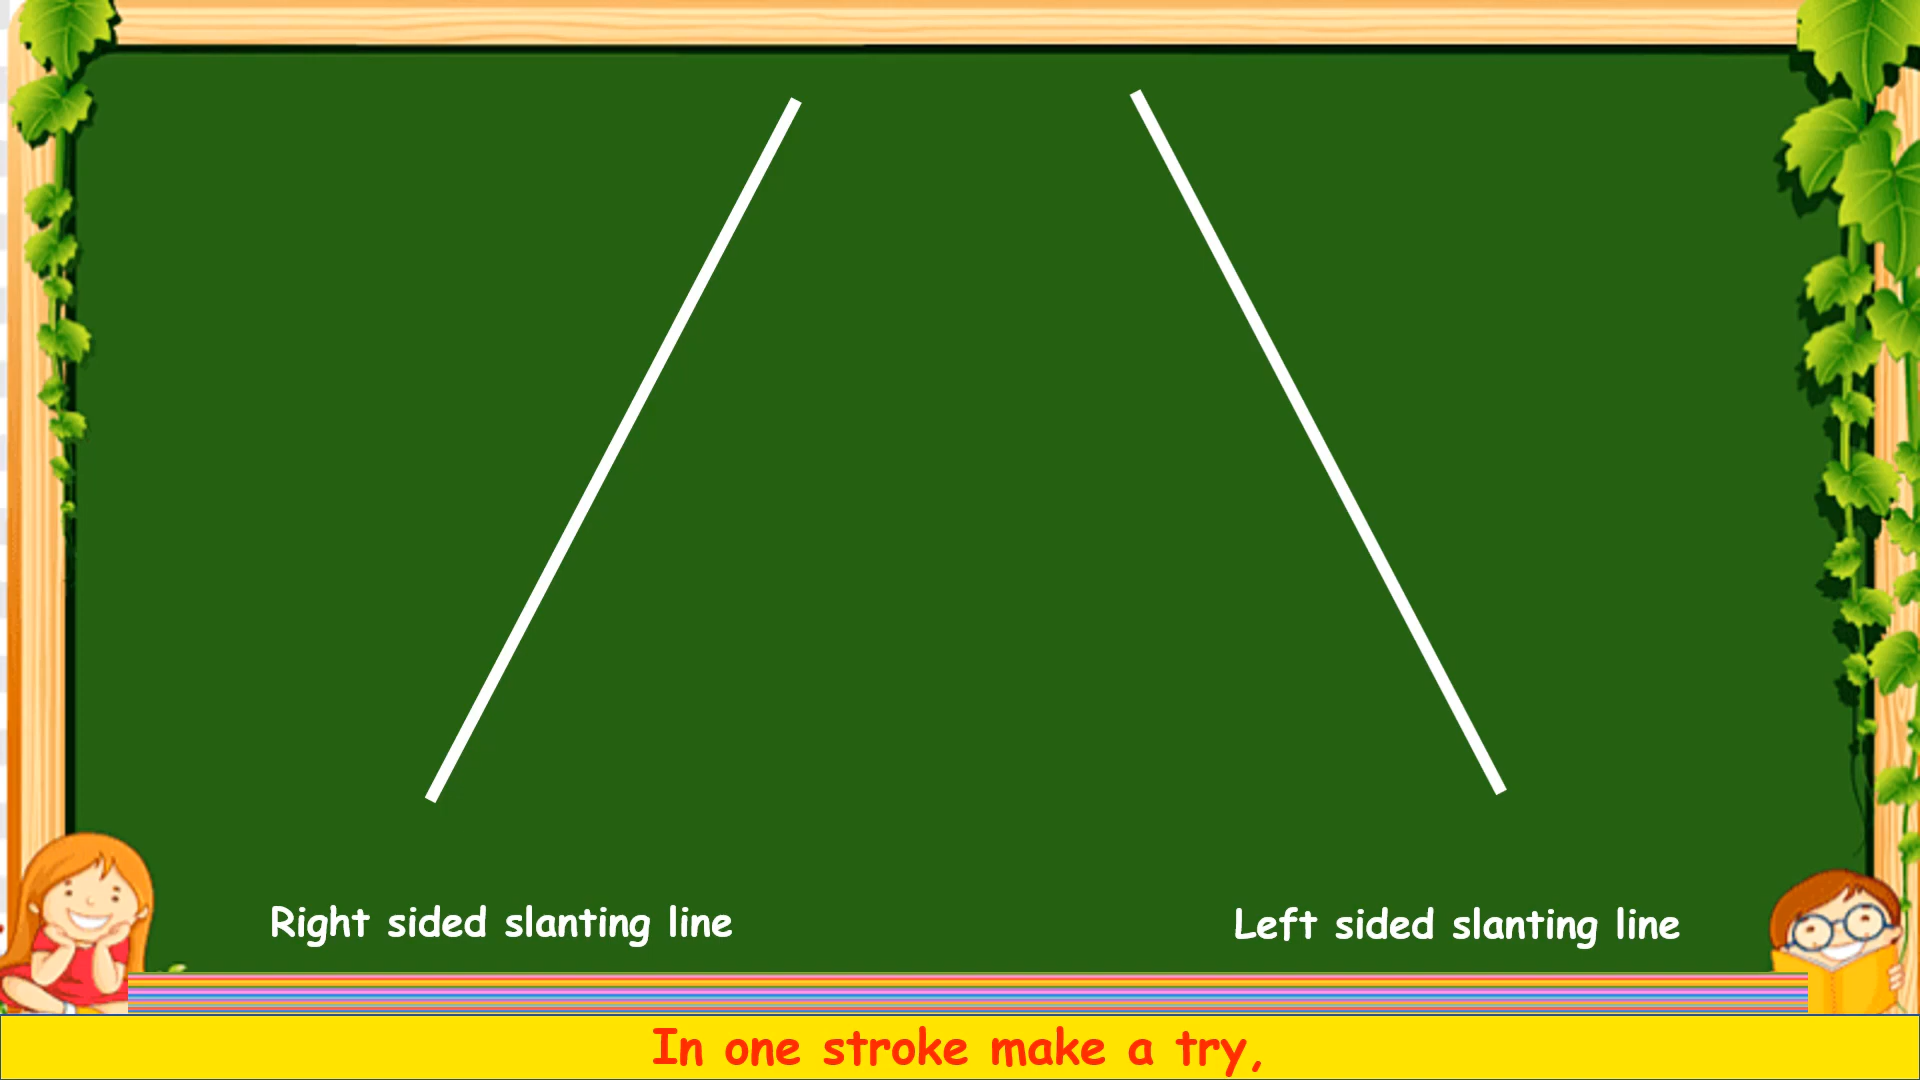 Right sided slanting line
Left sided slanting line
In one stroke make a try,